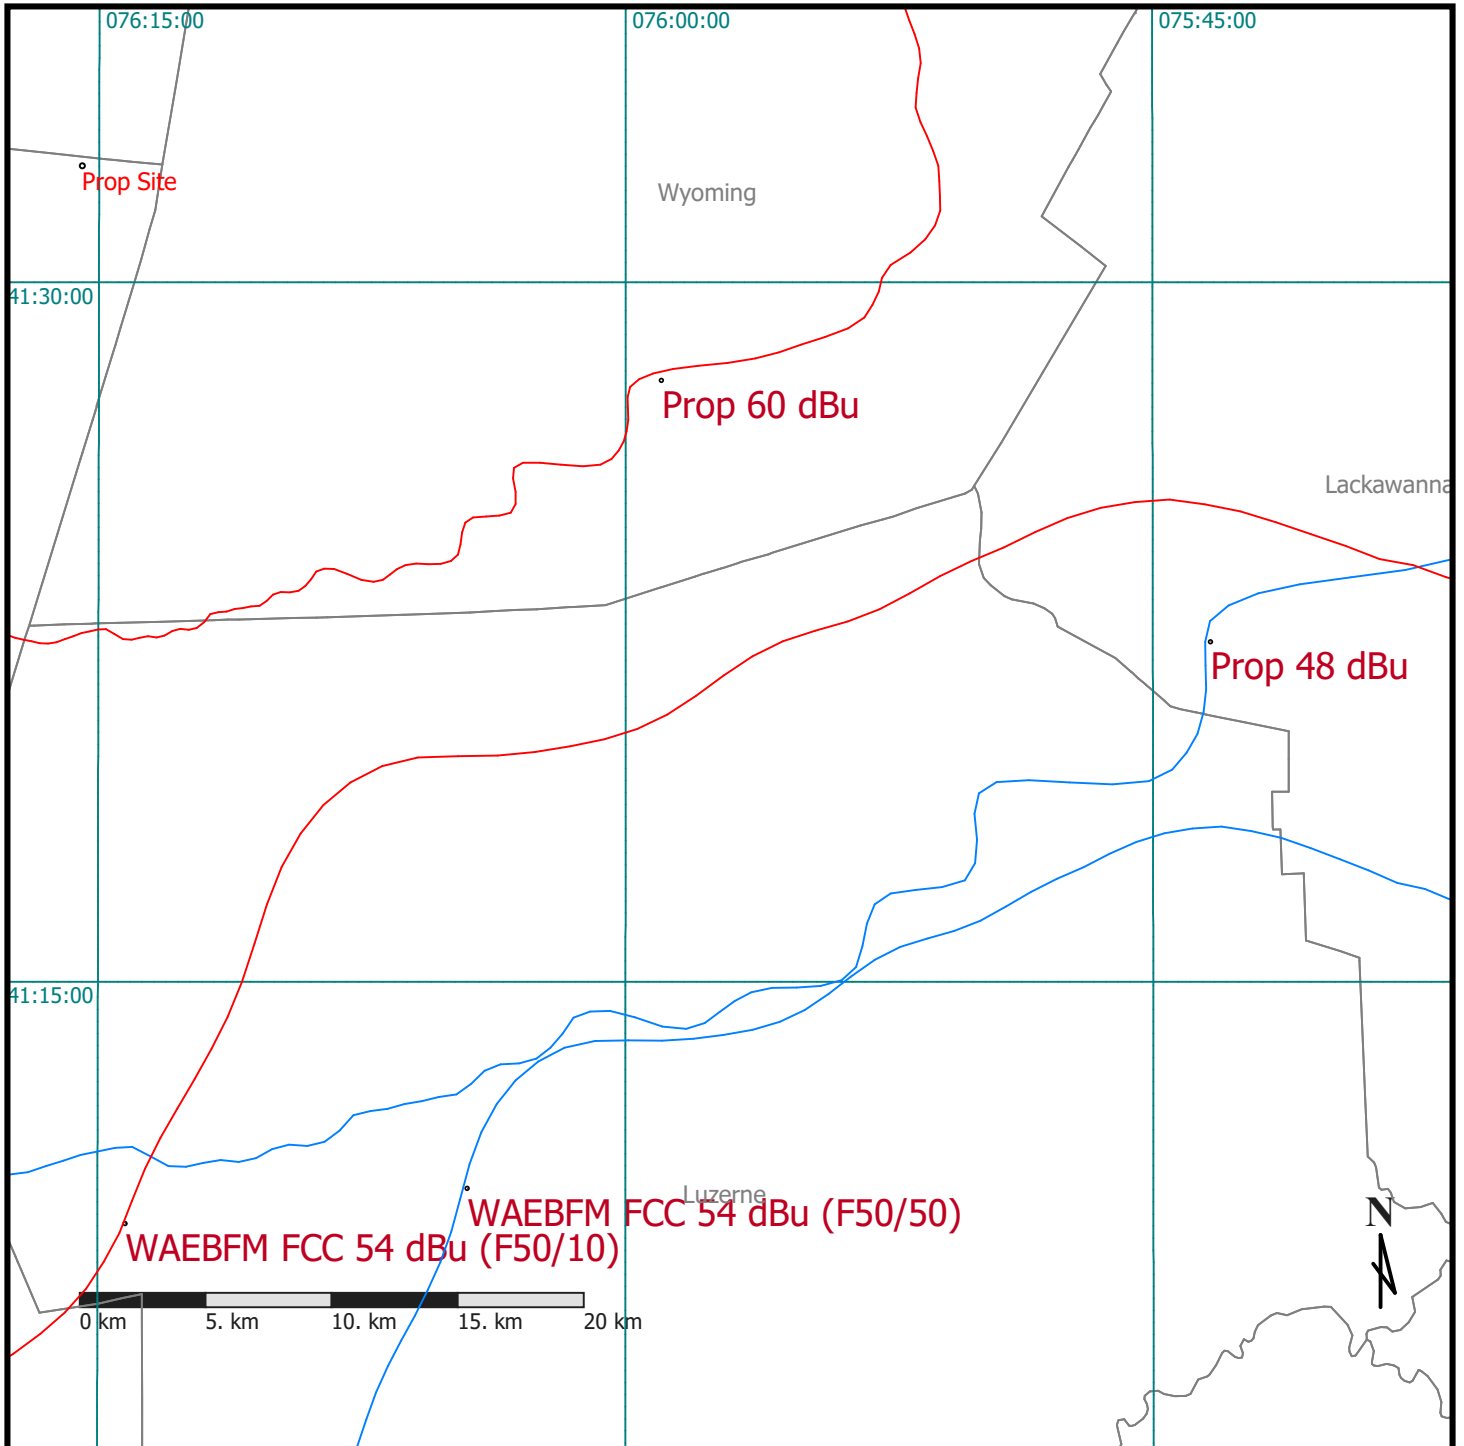 076:15:00
076:00:00
075:45:00
Prop Site
Wyoming
41:30:00
Prop 60 dBu
Lackawanna
Prop 48 dBu
41:15:00
Luzerne
WAEBFM FCC 54 dBu (F50/50)
N
WAEBFM FCC 54 dBu (F50/10)
0 km 5. km 10. km 15. km 20 km